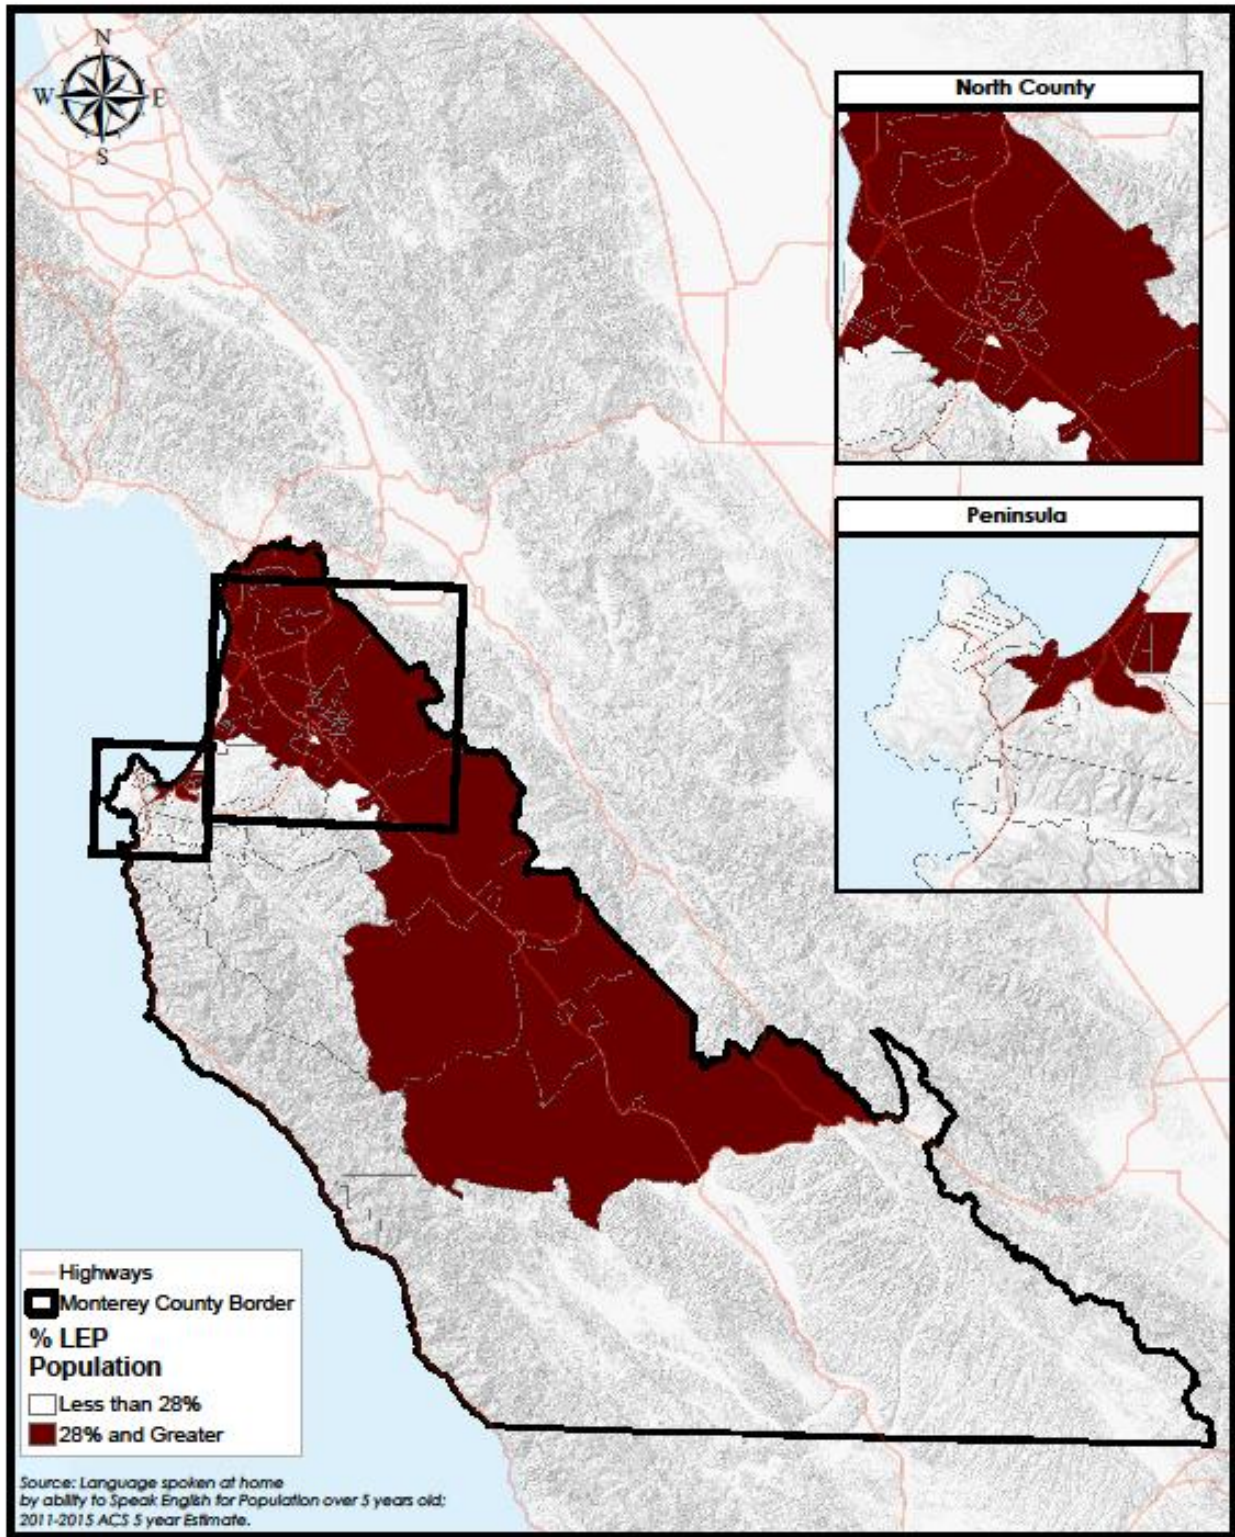 N
W E
S
North County
Peninsula
Highways
Monterey County Border
% LEP
Population
Less than 28%
28% and Greater
Source: Language spoken at home
by ability to Speak English for Population over 5 years old;
2011-2015 ACS 5 year Estimate.